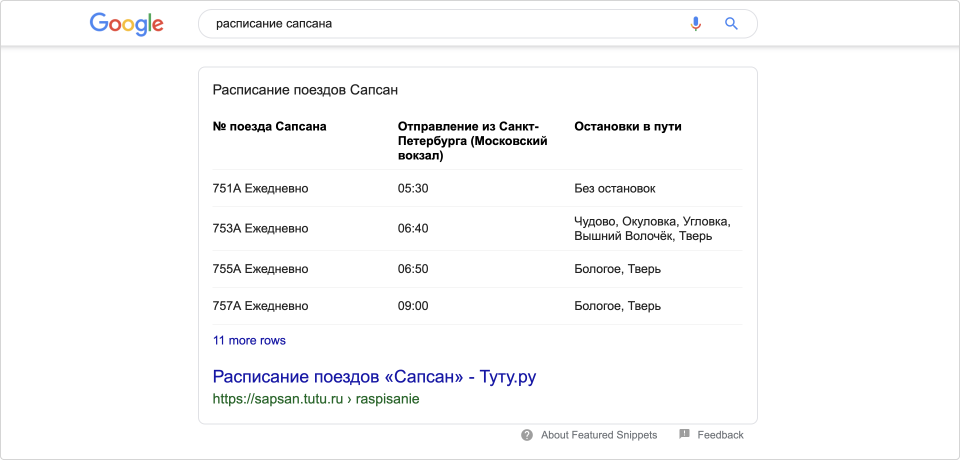 Google
расписание сапсана
Расписание поездов Сапсан
№ поезда Сапсана
Отправление из Санкт-
Петербурга (Московский
вокзал)
Остановки в пути
751А Ежедневно
05:30
Без остановок
753А Ежедневно
06:40
Чудово, Окуловка, Угловка,
Вышний Волочёк, Тверь
755А Ежедневно
06:50
Бологое, Тверь
757А Ежедневно
09:00
Бологое, Тверь
11 more rows
Расписание поездов «Сапсан» - Туту.ру
https://sapsan.tutu.ru › raspisanie
About Featured Snippets
Feedback